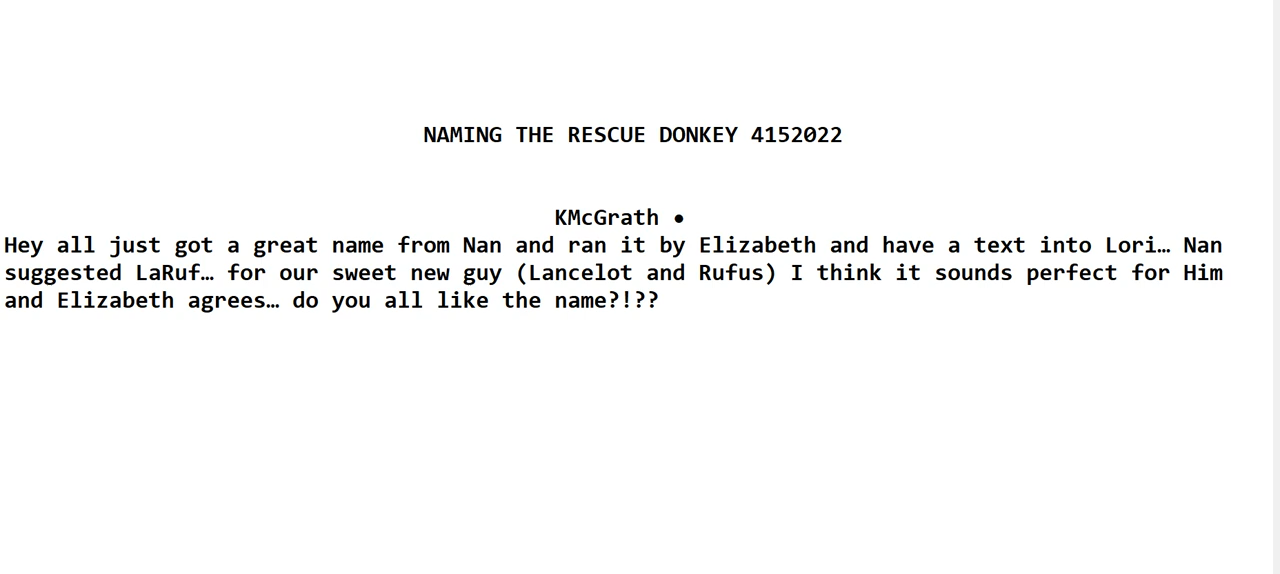 NAMING THE RESCUE DONKEY 4152022
KMcGrath •
Hey all just got a great name from Nan and ran it by Elizabeth and have a text into Lori… Nan
suggested LaRuf… for our sweet new guy (Lancelot and Rufus) I think it sounds perfect for Him
and Elizabeth agrees… do you all like the name?!??